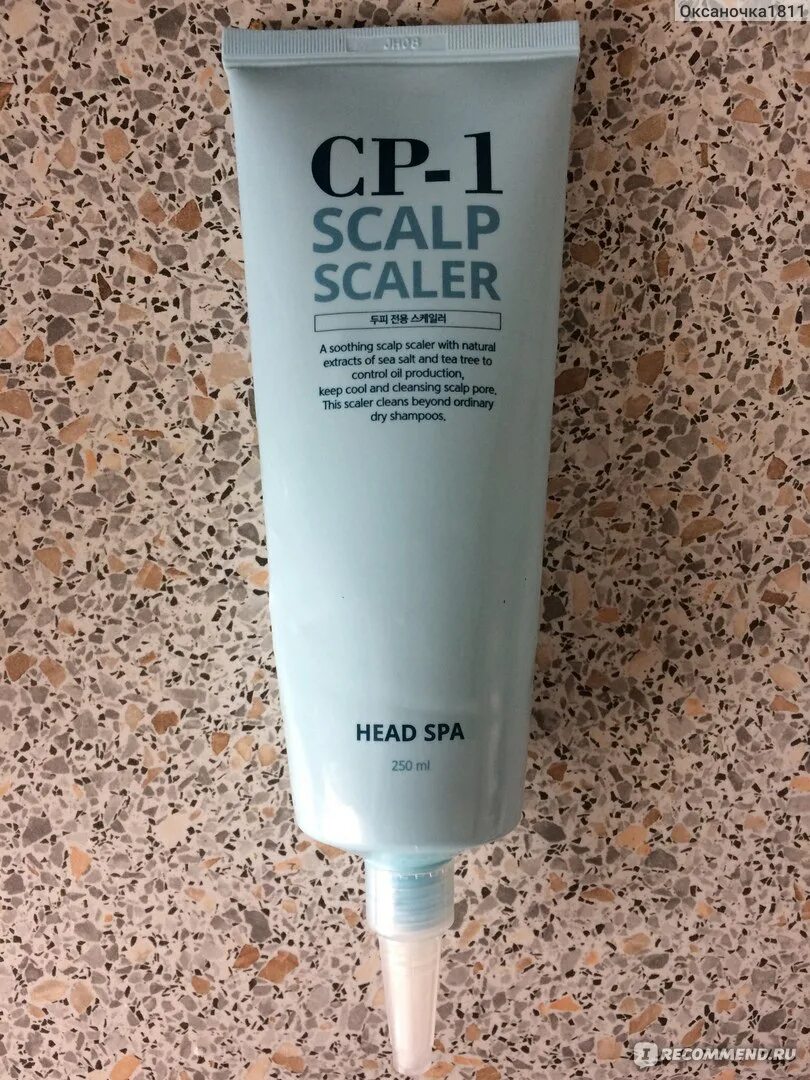 Оксаночка1811
CP-1
SCALP
SCALER
두피 전용 스케일러
A soothing scalp scaler with natural
extracts of sea salt and tea tree to
control oil production,
keep cool and cleansing scalp pore.
This scaler cleans beyond ordinary
dry shampoos.
HEAD SPA
250 ml
IRECOMMEND.RU